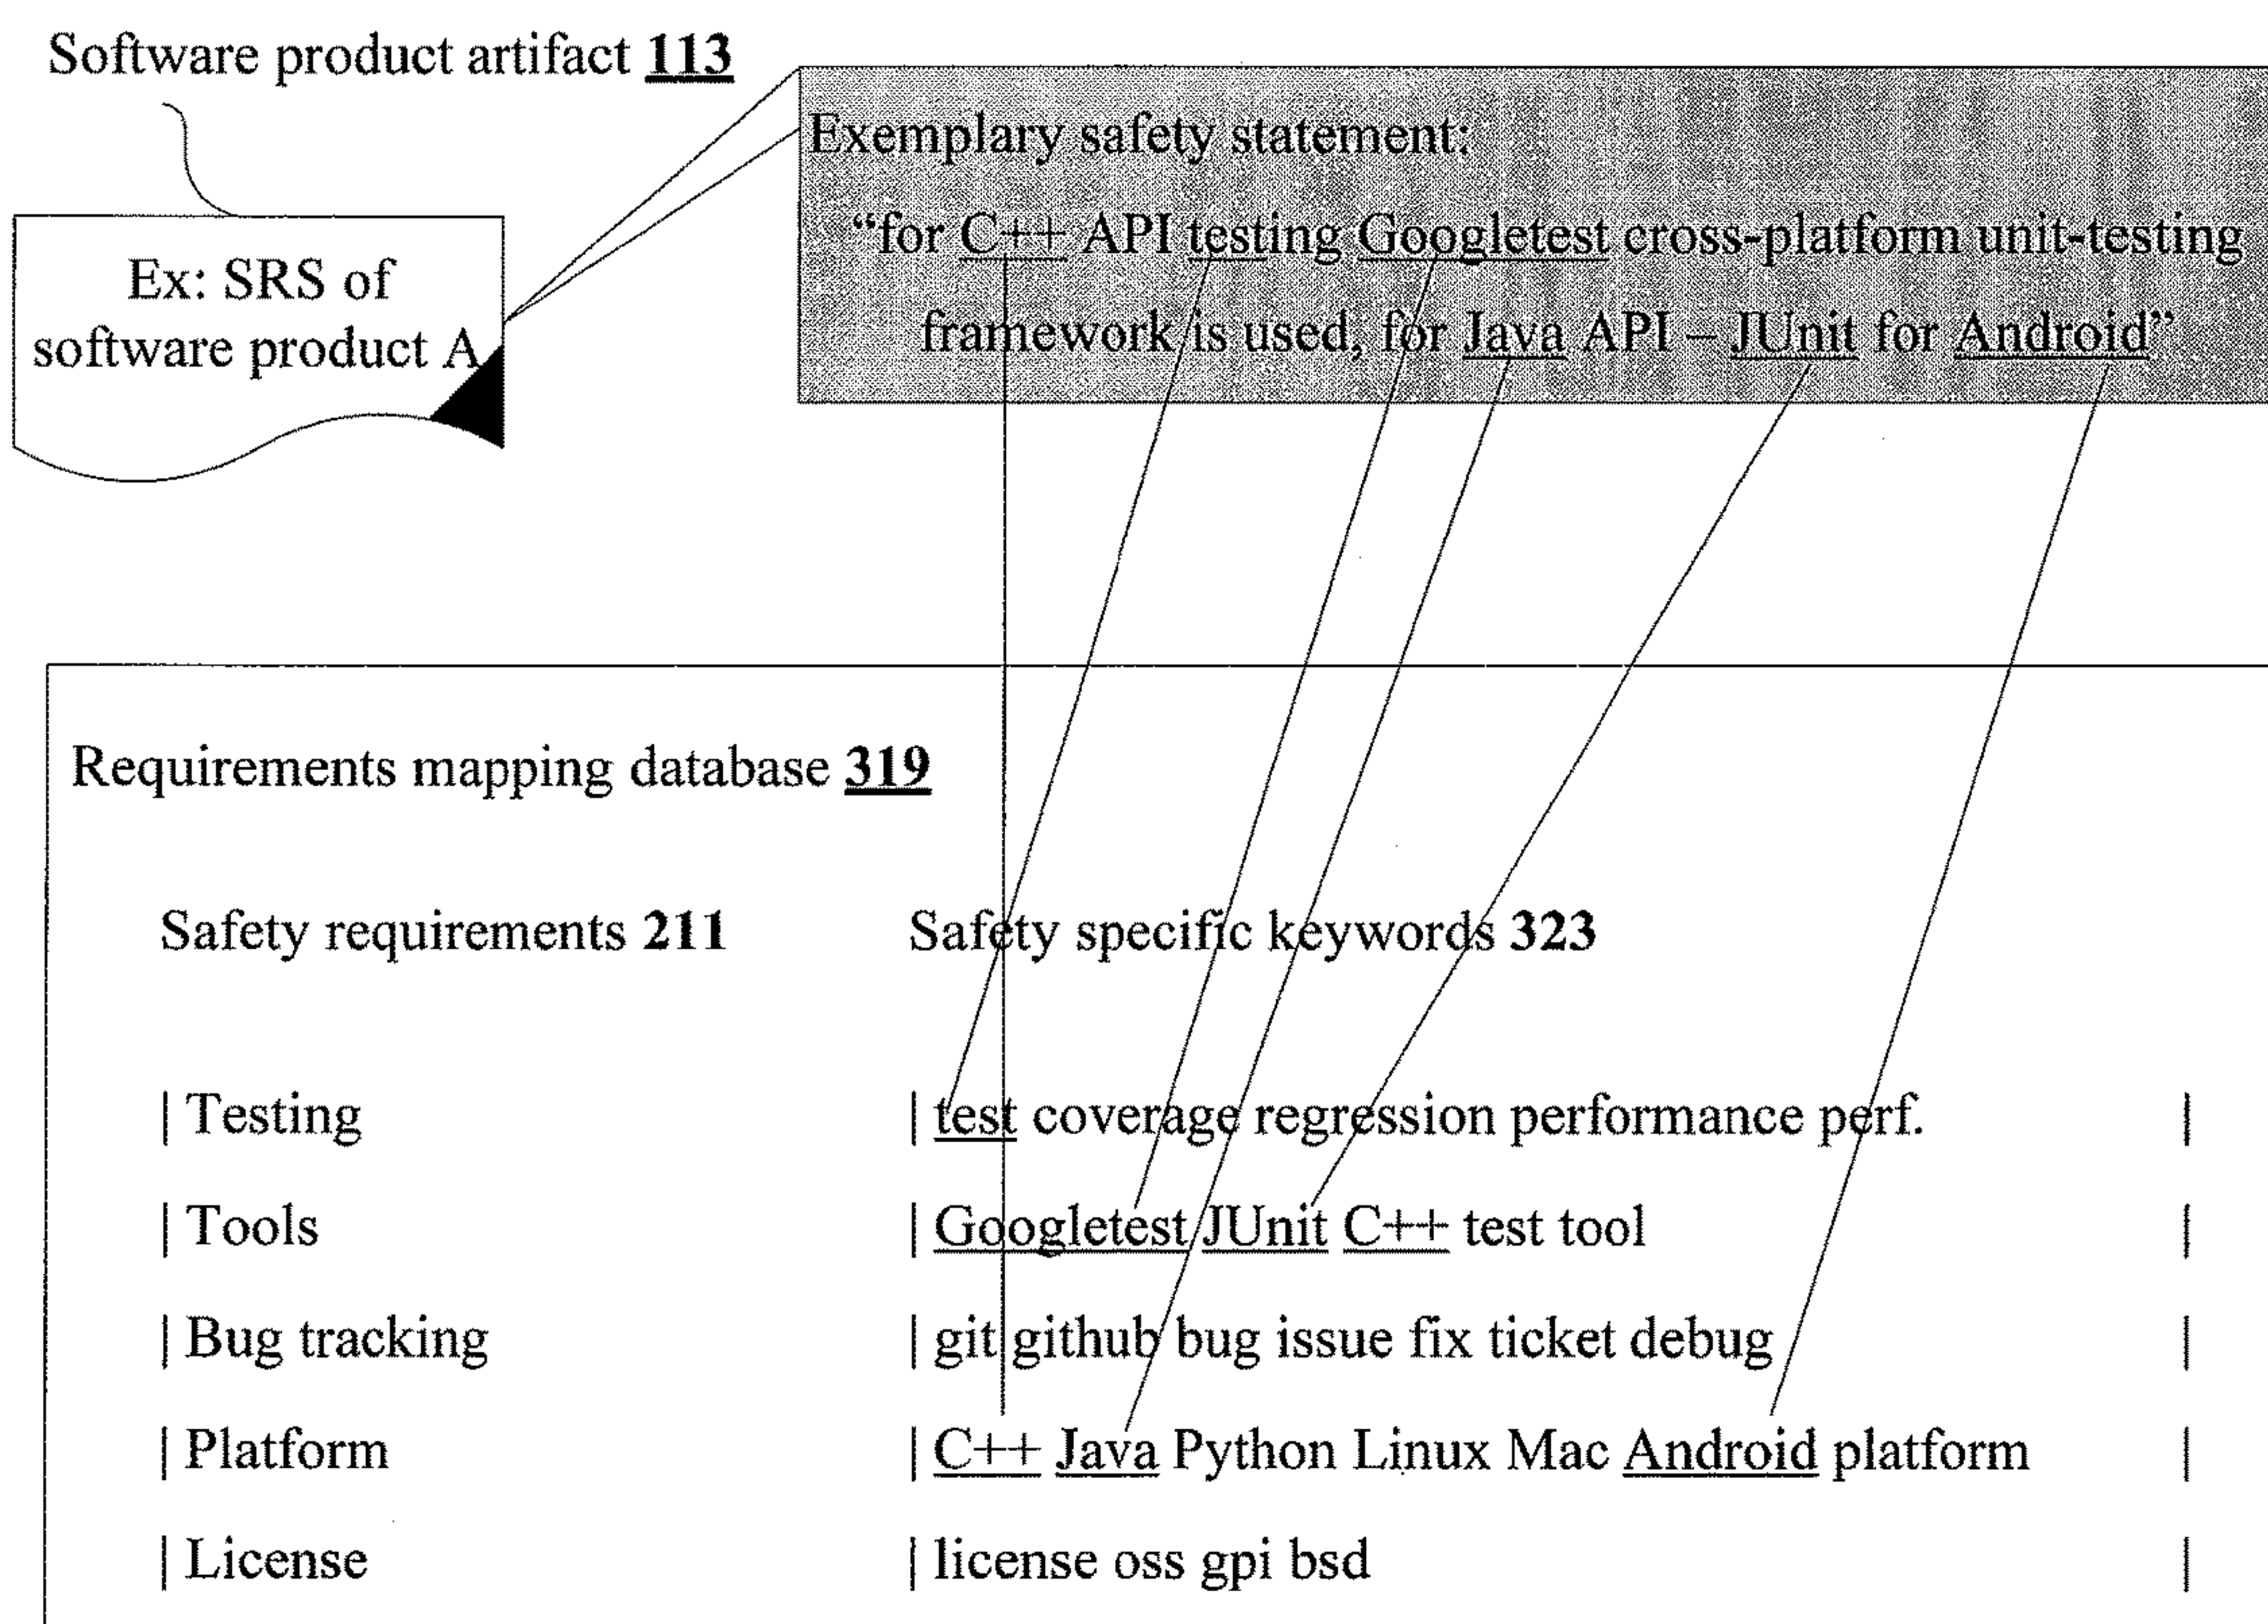 Software product artifact 113
Exemplary safety statement:
“for C++ API testing Googletest cross-platform unit-testing
framework is used, for Java API – JUnit for Android”
Ex: SRS of
software product A
Requirements mapping database 319
Safety requirements 211 Safety specific keywords 323
| Testing | test coverage regression performance perf. |
| Tools | Googletest JUnit C++ test tool |
| Bug tracking | git github bug issue fix ticket debug |
| Platform | C++ Java Python Linux Mac Android platform |
| License | license oss gpi bsd |